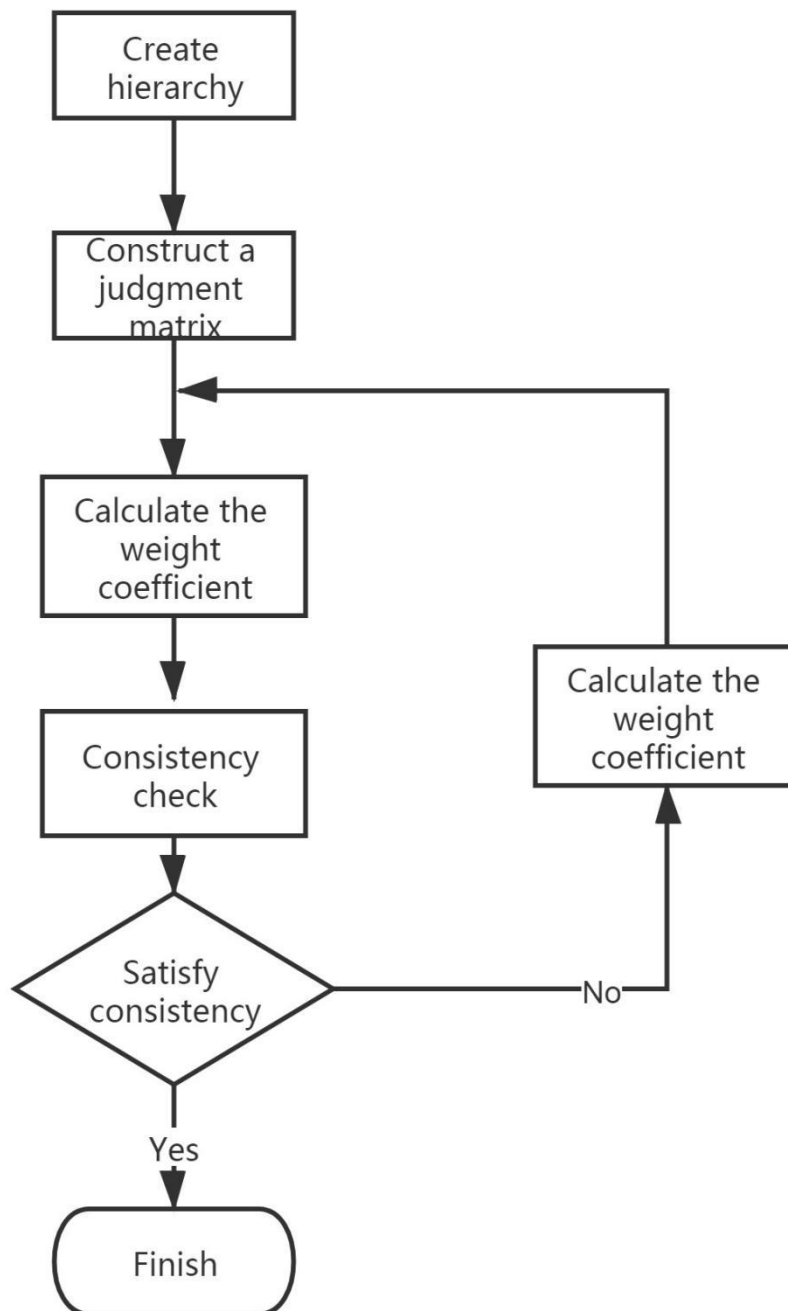 Create
hierarchy
Construct a
judgment
matrix
Calculate the
weight
coefficient
Consistency
check
Satisfy
consistency
Yes
Finish
No
Calculate the
weight
coefficient